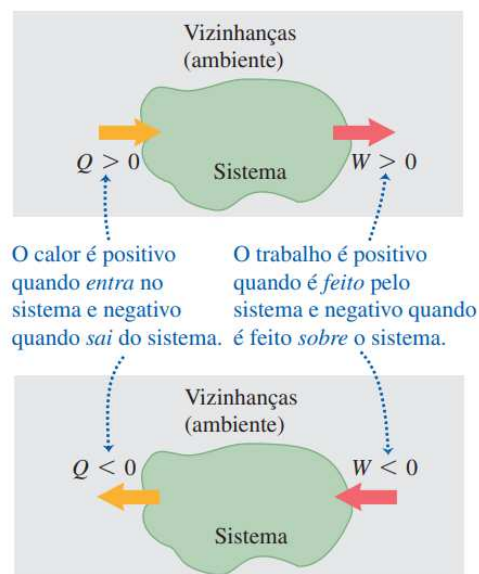 Vizinhanças
(ambiente)
Q > 0
Sistema
W > 0
O calor é positivo
quando entra no
sistema e negativo
quando sai do sistema.
O trabalho é positivo
quando é feito pelo
sistema e negativo quando
é feito sobre o sistema.
Vizinhanças
(ambiente)
Q < 0
W < 0
Sistema